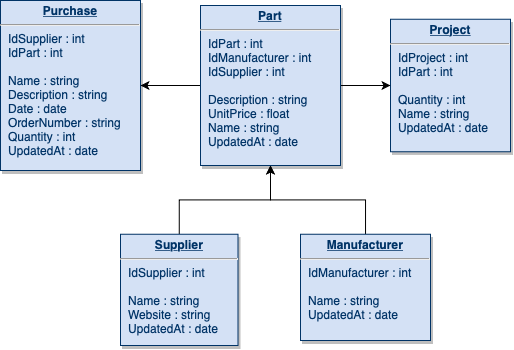 Purchase
IdSupplier : int
IdPart : int
Name : string
Description : string
Date : date
OrderNumber : string
Quantity : int
UpdatedAt : date
Part
IdPart : int
IdManufacturer : int
IdSupplier : int
Description : string
UnitPrice : float
Name : string
UpdatedAt : date
Project
IdProject : int
IdPart : int
Quantity : int
Name : string
UpdatedAt : date
Supplier
IdSupplier : int
Name : string
Website : string
UpdatedAt : date
Manufacturer
IdManufacturer : int
Name : string
UpdatedAt : date